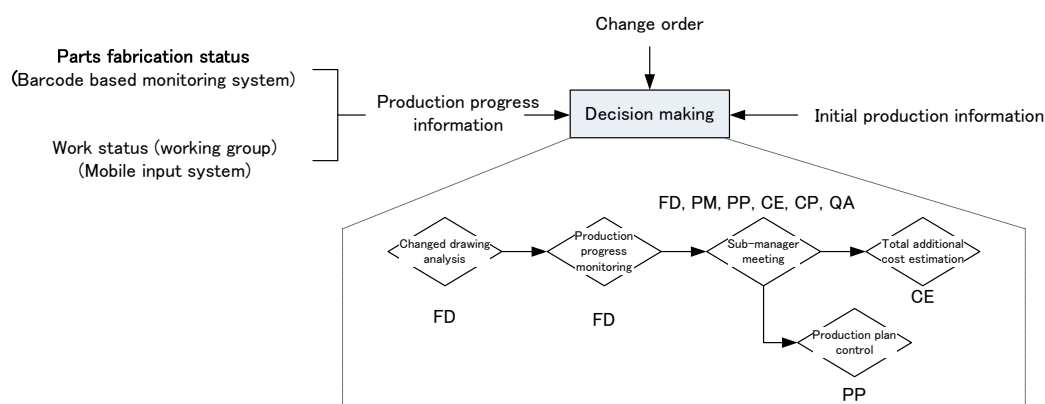 Change order
Parts fabrication status
(Barcode based monitoring system)
Production progress
information
Decision making
Initial production information
Work status (working group)
(Mobile input system)
FD, PM, PP, CE, CP, QA
Changed drawing
analysis
Production
progress
monitoring
Sub-manager
meeting
Total additional
cost estimation
FD
FD
CE
Production plan
control
PP